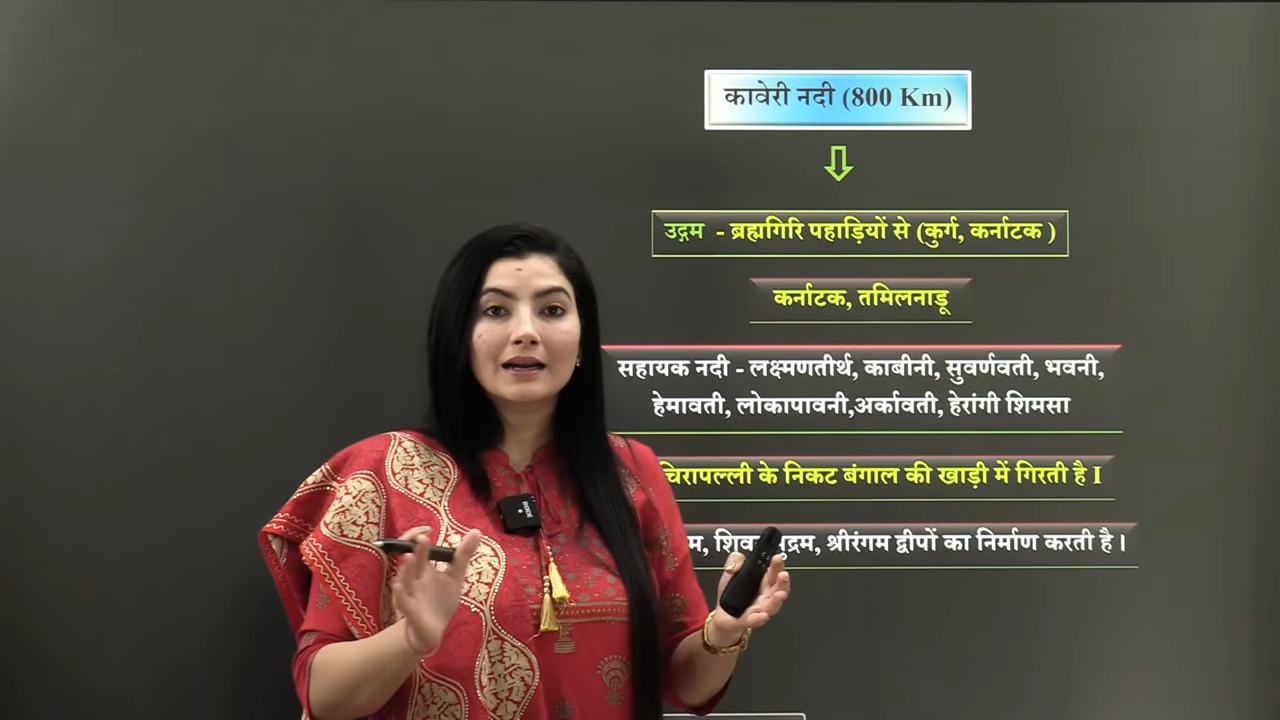 कावेरी नदी (800 Km)
उद्गम - ब्रह्मगिरि पहाड़ियों से (कुर्ग, कर्नाटक )
कर्नाटक, तमिलनाडू
सहायक नदी - लक्ष्मणतीर्थ, काबीनी, सुवर्णवती, भवनी,
हेमावती, लोकापावनी,अर्कावती, हेरांगी शिमसा
चिरापल्ली के निकट बंगाल की खाड़ी में गिरती है I
श्रीरंगम द्वीपों का निर्माण करती है ।